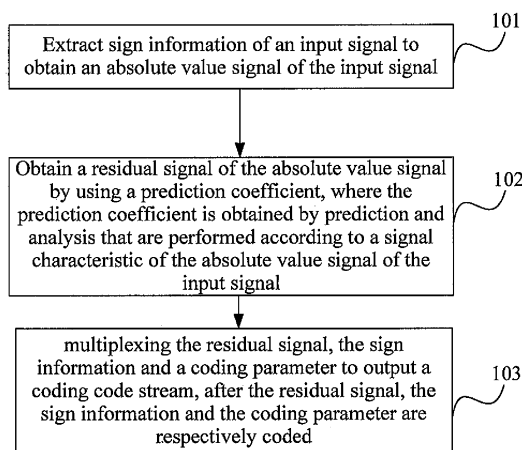 101
Extract sign information of an input signal to
obtain an absolute value signal of the input signal
Obtain a residual signal of the absolute value signal
by using a prediction coefficient, where the
prediction coefficient is obtained by prediction and
analysis that are performed according to a signal
characteristic of the absolute value signal of the
input signal
102
multiplexing the residual signal, the sign
information and a coding parameter to output a
coding code stream, after the residual signal, the
sign information and the coding parameter are
respectively coded
103